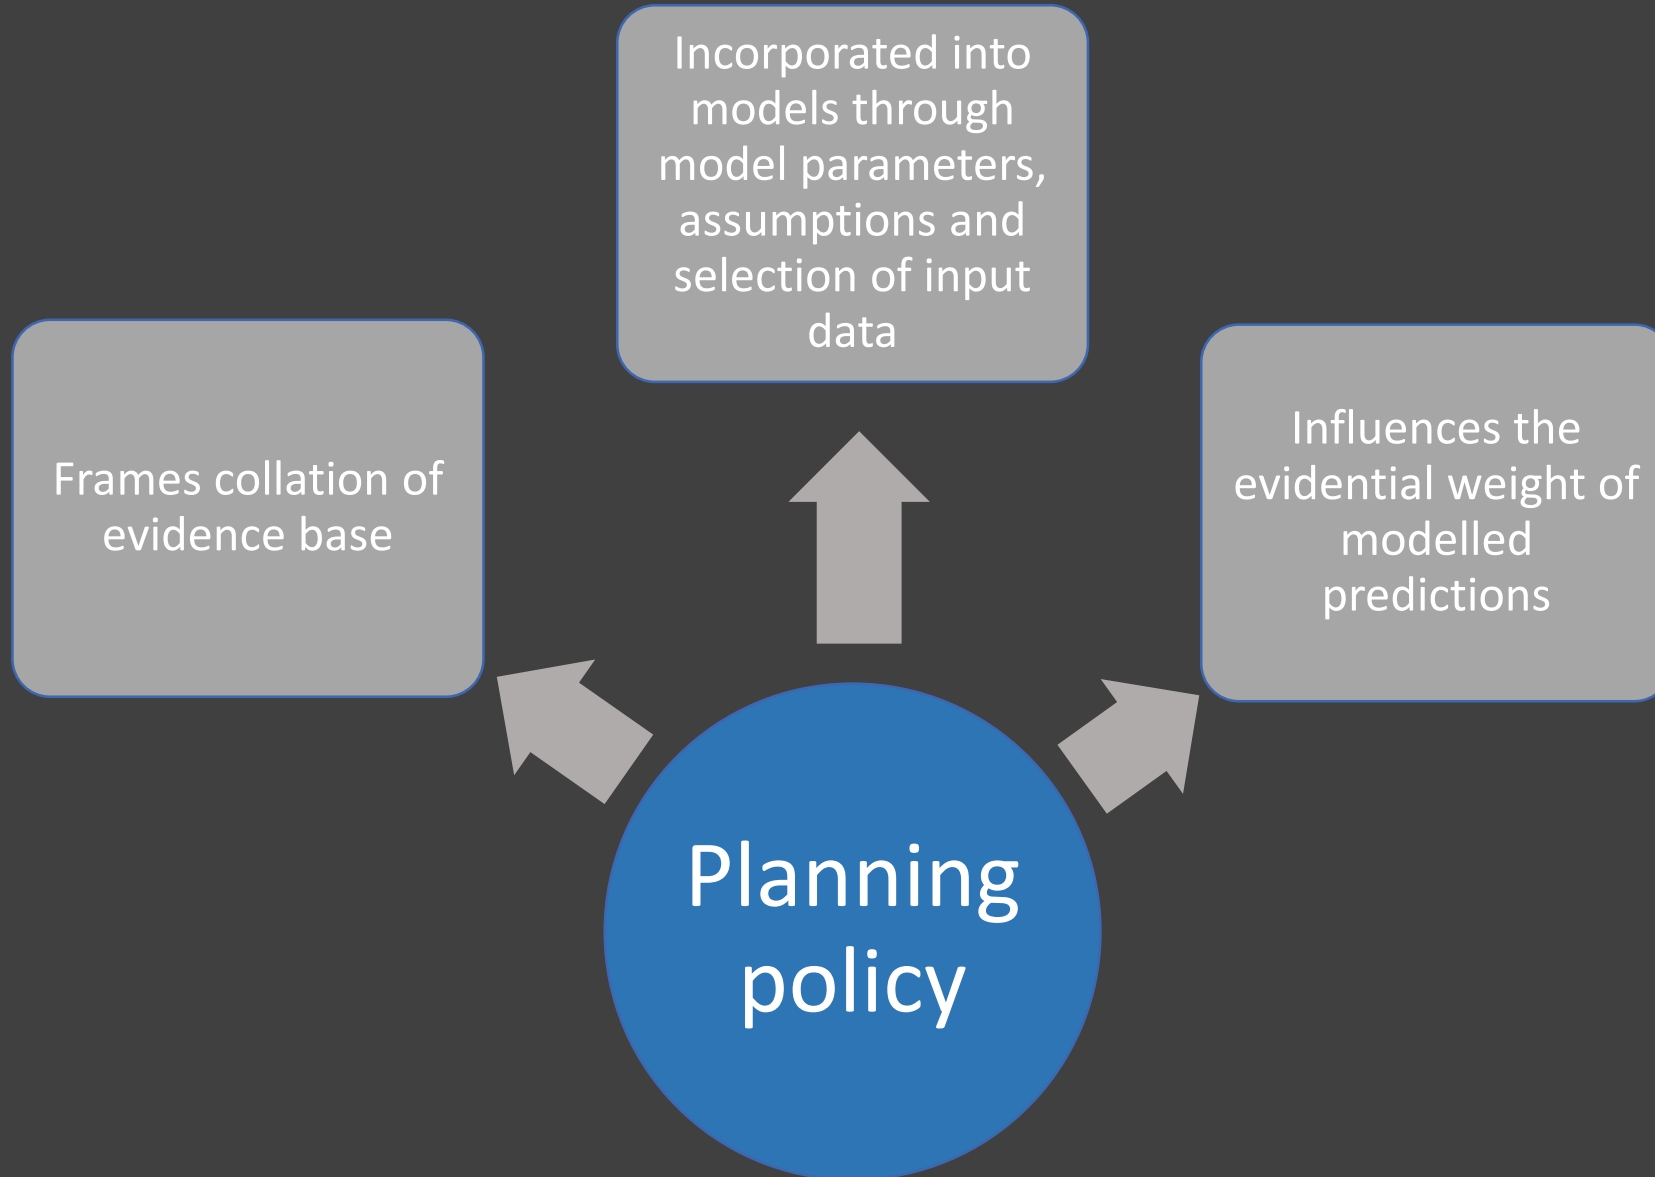 Incorporated into
models through
model parameters,
assumptions and
selection of input
data
Frames collation of
evidence base
Influences the
evidential weight of
modelled
predictions
Planning
policy